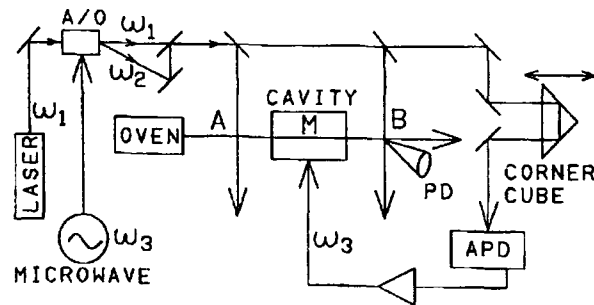 A/O
ω₁
ω₂
ω₁
A
CAVITY
M
B
OVEN
PD
CORNER
CUBE
LASER
ω₃
ω₃
APD
MICROWAVE